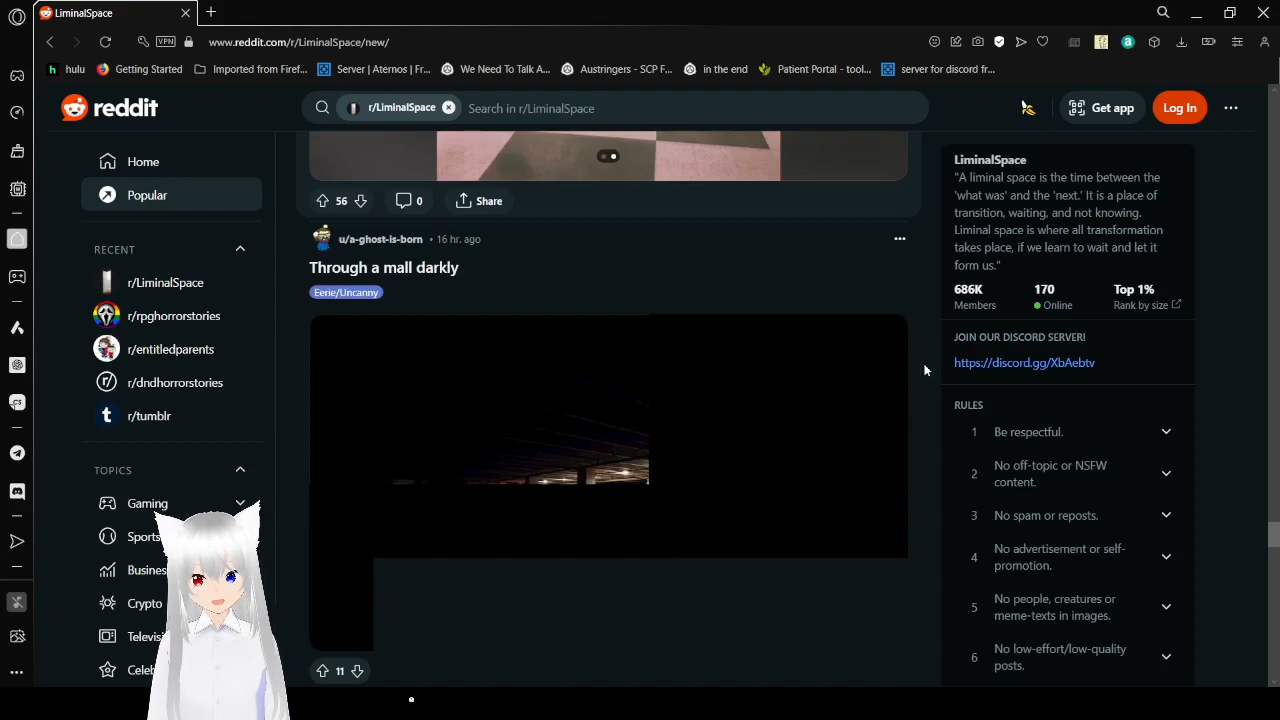 LiminalSpace
VPN
www.reddit.com/r/LiminalSpace/new/
hulu
Getting Started
Imported from Firef...
Server | Aternos | Fr...
We Need To Talk A...
Austringers - SCP F...
in the end
Patient Portal - tool...
server for discord fr...
reddit
r/LiminalSpace
Search in r/LiminalSpace
Get app
Log In
Home
Popular
RECENT
r/LiminalSpace
r/rpghorrorstories
r/entitledparents
r/dndhorrorstories
r/tumblr
TOPICS
Gaming
Sports
Busines
Crypto
Televisi
Celeb
56
0
Share
u/a-ghost-is-born • 16 hr. ago
Through a mall darkly
Eerie/Uncanny
11
LiminalSpace
"A liminal space is the time between the
'what was' and the 'next.' It is a place of
transition, waiting, and not knowing.
Liminal space is where all transformation
takes place, if we learn to wait and let it
form us."
686K
170
Top 1%
Members
Online
Rank by size
JOIN OUR DISCORD SERVER!
https://discord.gg/XbAebtv
RULES
1 Be respectful.
2 No off-topic or NSFW
content.
3 No spam or reposts.
4 No advertisement or self-
promotion.
5 No people, creatures or
meme-texts in images.
6 No low-effort/low-quality
posts.